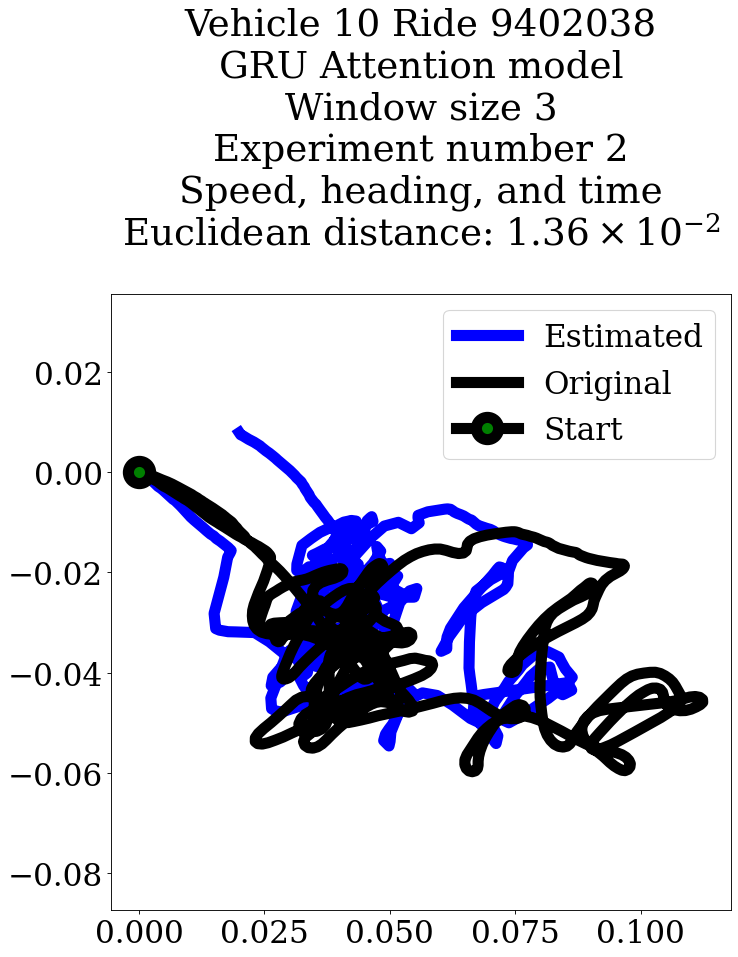 Vehicle 10 Ride 9402038
GRU Attention model
Window size 3
Experiment number 2
Speed, heading, and time
Euclidean distance: 1.36 × 10⁻²
Estimated
Original
Start
0.02
0.00
−0.02
−0.04
−0.06
−0.08
0.000 0.025 0.050 0.075 0.100